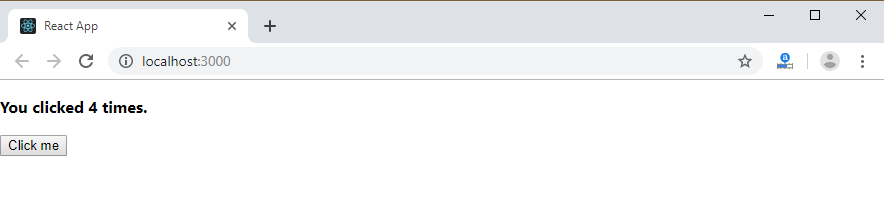 React App
localhost:3000
You clicked 4 times.
Click me